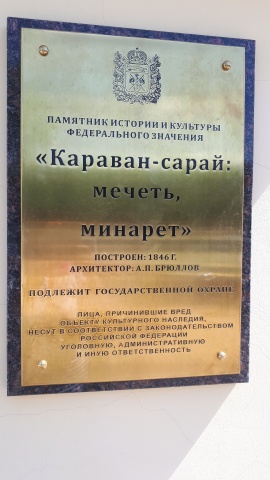 ПАМЯТНИК ИСТОРИИ И КУЛЬТУРЫ
ФЕДЕРАЛЬНОГО ЗНАЧЕНИЯ
«Караван-сарай:
мечеть,
минарет»
ПОСТРОЕН: 1846 Г.
АРХИТЕКТОР: А.П. БРЮЛЛОВ
ПОДЛЕЖИТ ГОСУДАРСТВЕННОЙ ОХРАНЕ
ЛИЦА, ПРИЧИНИВШИЕ ВРЕД
ОБЪЕКТУ КУЛЬТУРНОГО НАСЛЕДИЯ,
НЕСУТ В СООТВЕТСТВИИ С ЗАКОНОДАТЕЛЬСТВОМ
РОССИЙСКОЙ ФЕДЕРАЦИИ
УГОЛОВНУЮ, АДМИНИСТРАТИВНУЮ
И ИНУЮ ОТВЕТСТВЕННОСТЬ